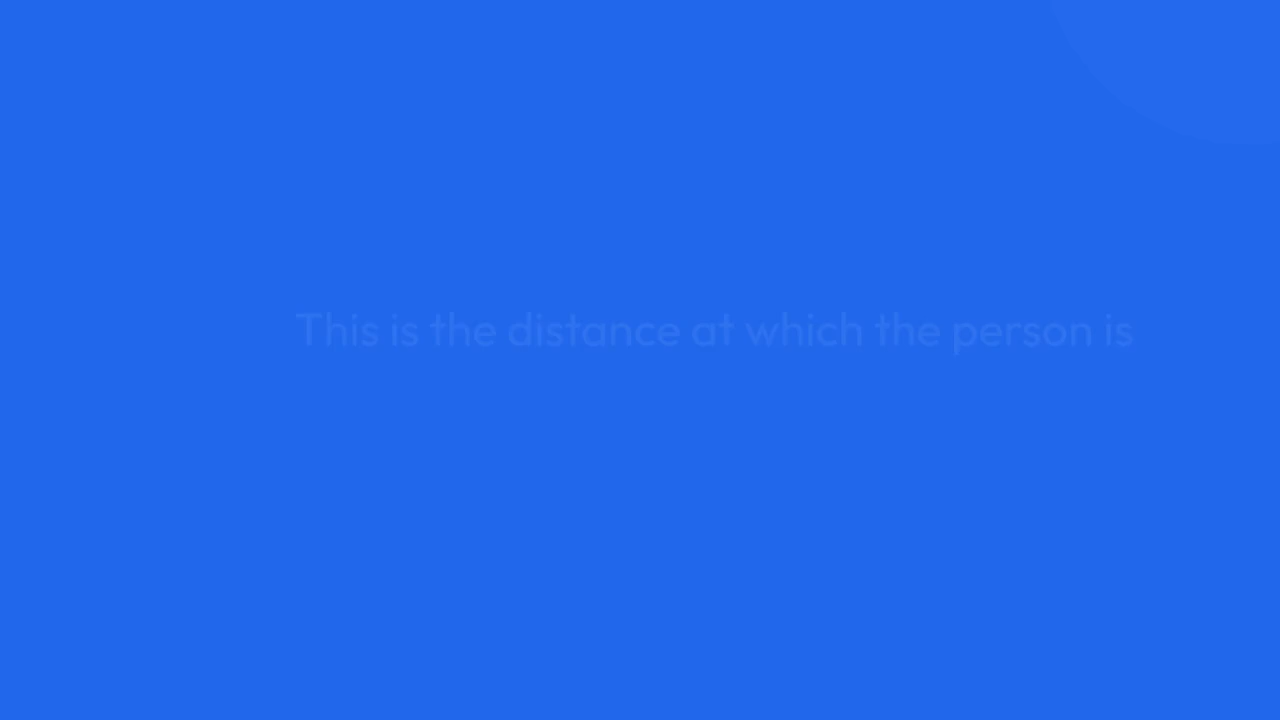 This is the distance at which the person is